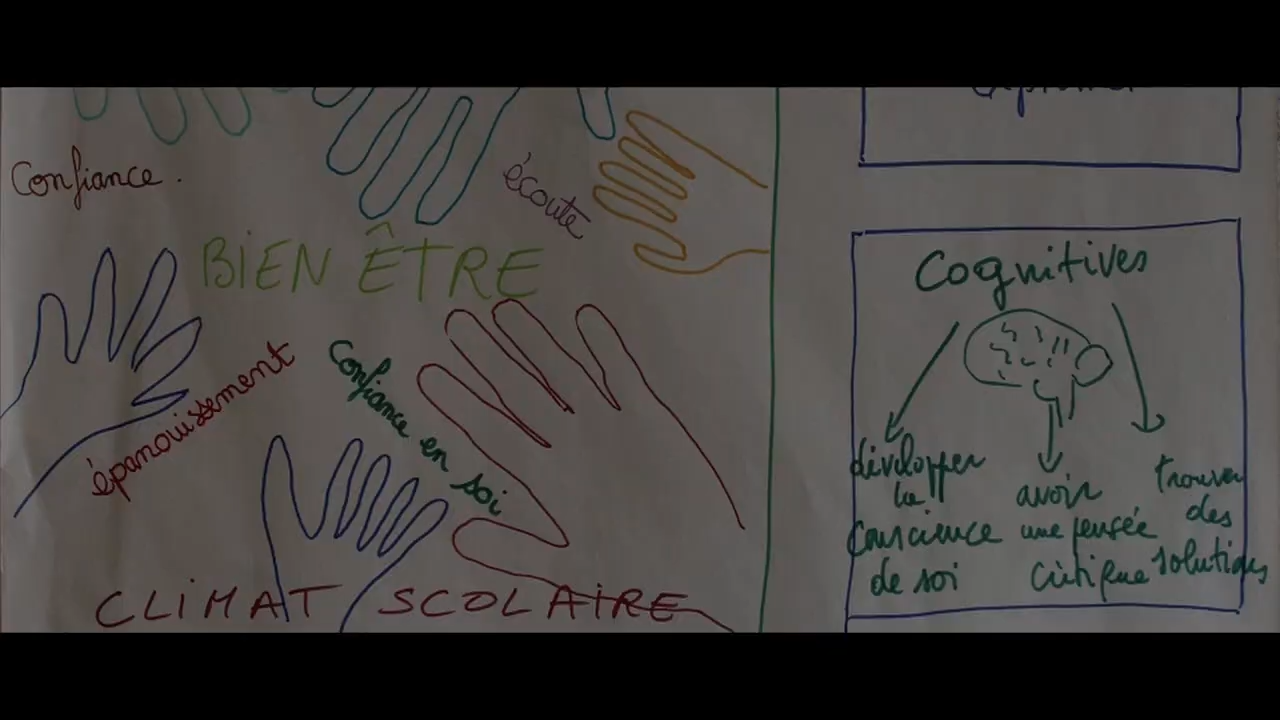 Confiance.
écoute
BIEN ÊTRE
épanouissement
Confiance en soi
CLIMAT SCOLAIRE
Cognitives
développer
la
conscience
de soi
avoir
une pensée
critique
trouver
des
solutions